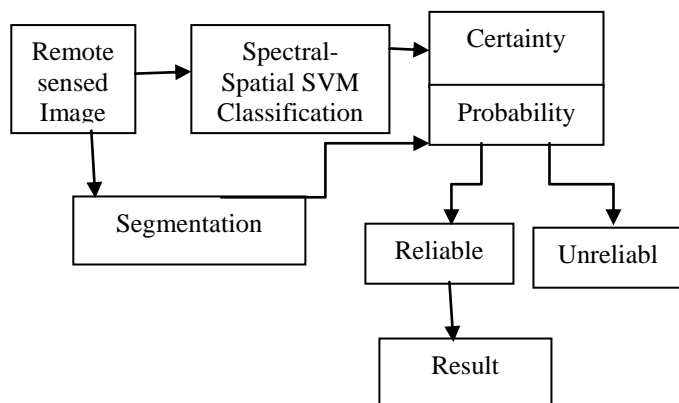 Remote
sensed
Image
Spectral-
Spatial SVM
Classification
Certainty
Probability
Segmentation
Reliable
Unreliabl
Result